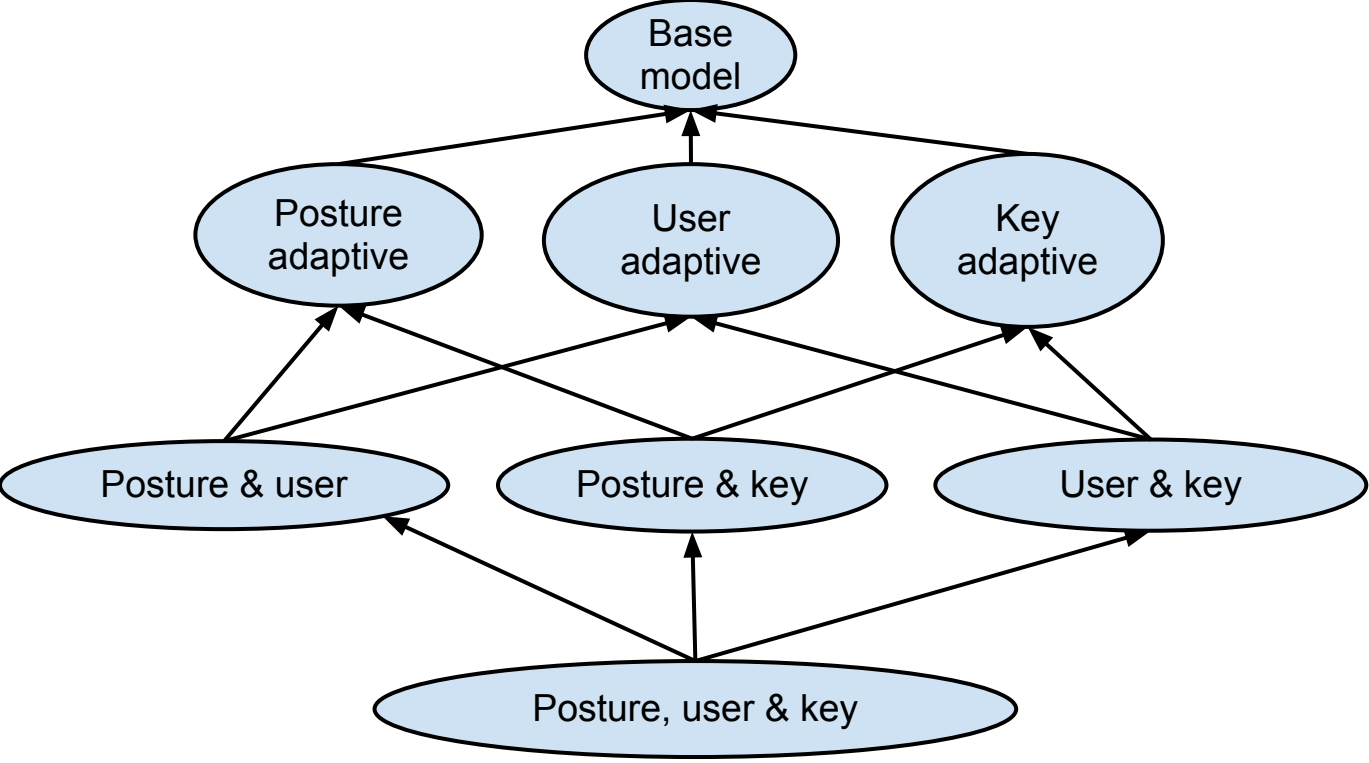 Base
model
Posture
adaptive
User
adaptive
Key
adaptive
Posture & user
Posture & key
User & key
Posture, user & key